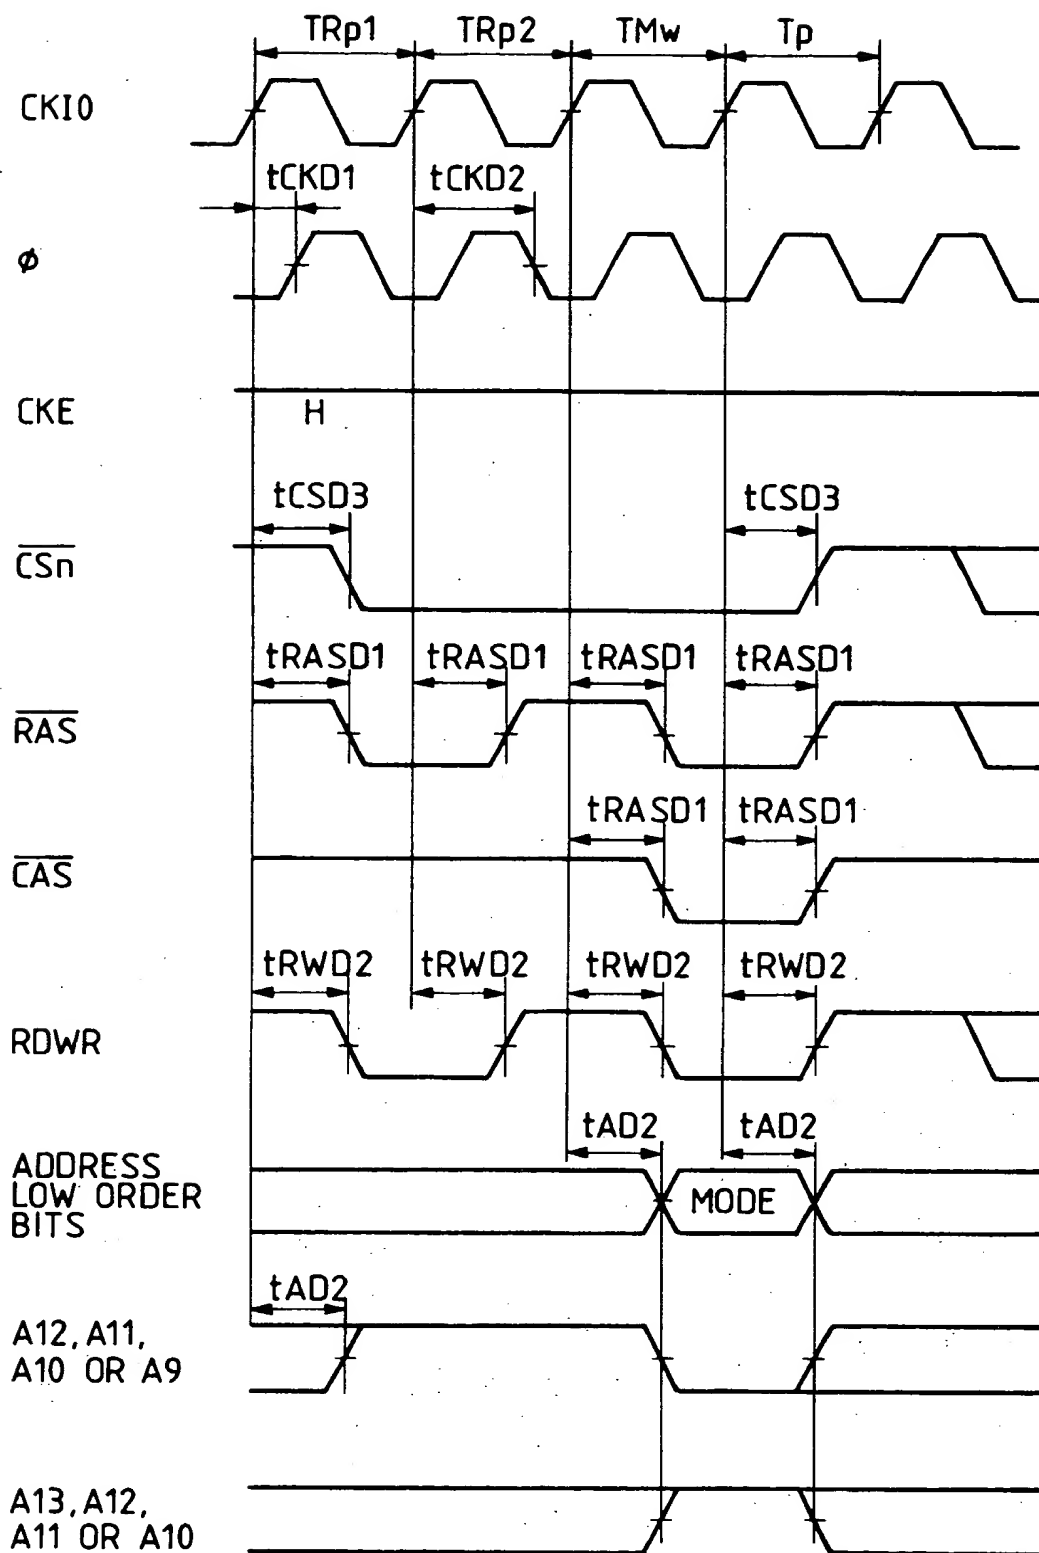 TRp1 TRp2 TMw Tp
CKI0
tCKD1 tCKD2
ø
CKE
H
tCSD3 tCSD3
CSn
tRASD1 tRASD1 tRASD1 tRASD1
RAS
tRASD1 tRASD1
CAS
tRWD2 tRWD2 tRWD2 tRWD2
RDWR
tAD2 tAD2
ADDRESS
LOW ORDER
BITS
MODE
tAD2
A12, A11,
A10 OR A9
A13, A12,
A11 OR A10